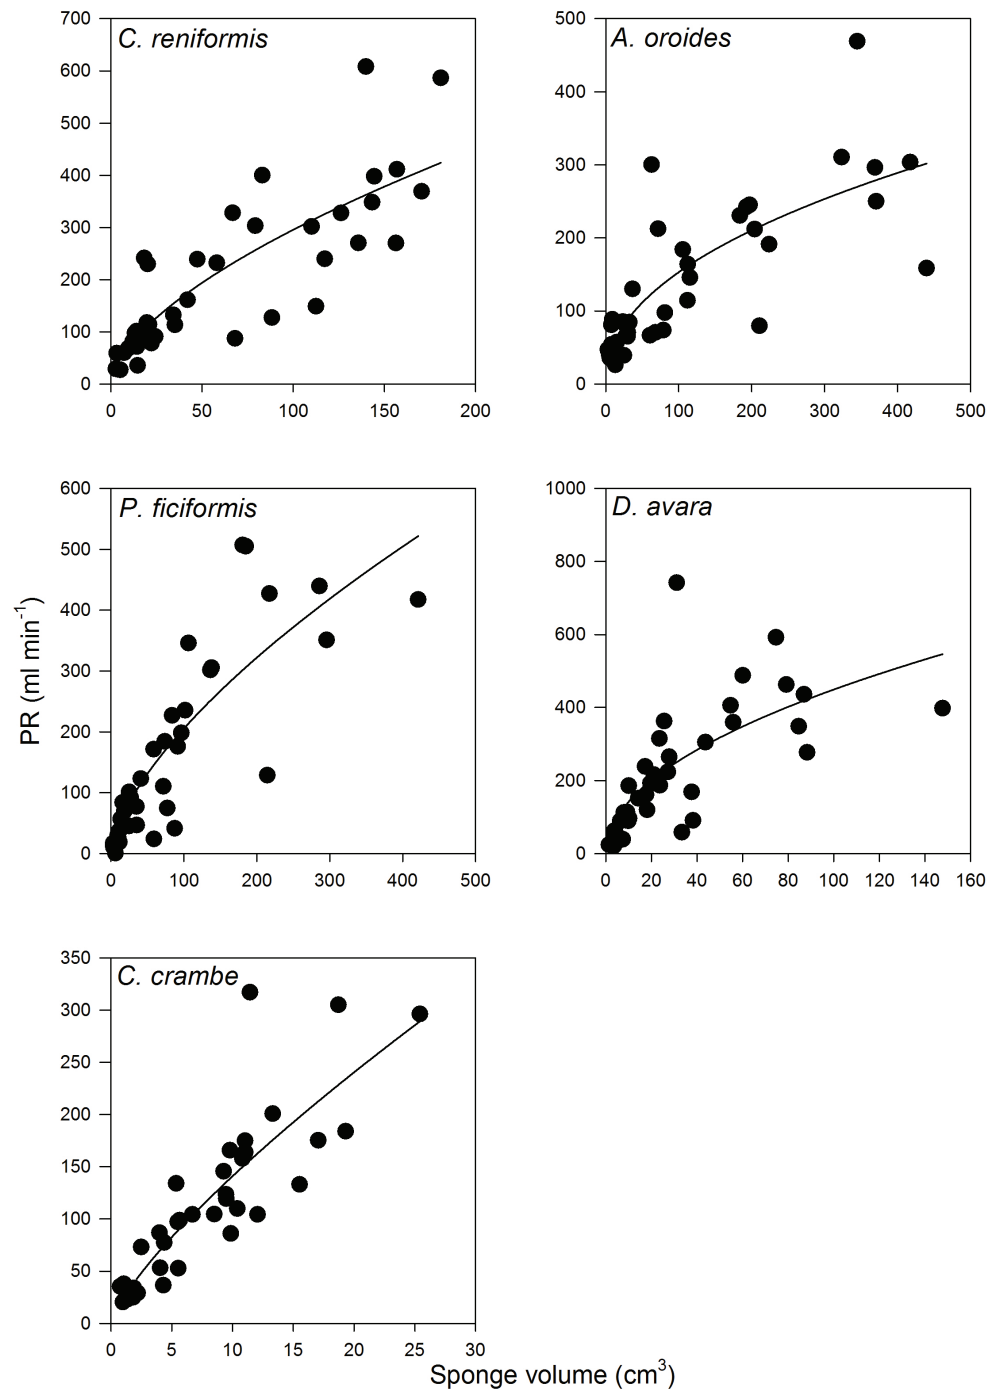 C. reniformis
700
600
500
400
300
200
100
0
0 50 100 150 200
A. oroides
500
400
300
200
100
0
0 100 200 300 400 500
P. ficiformis
600
500
400
300
200
100
0
0 100 200 300 400 500
D. avara
1000
800
600
400
200
0
0 20 40 60 80 100 120 140 160
C. crambe
350
300
250
200
150
100
50
0
0 5 10 15 20 25 30
PR (ml min⁻¹)
Sponge volume (cm³)